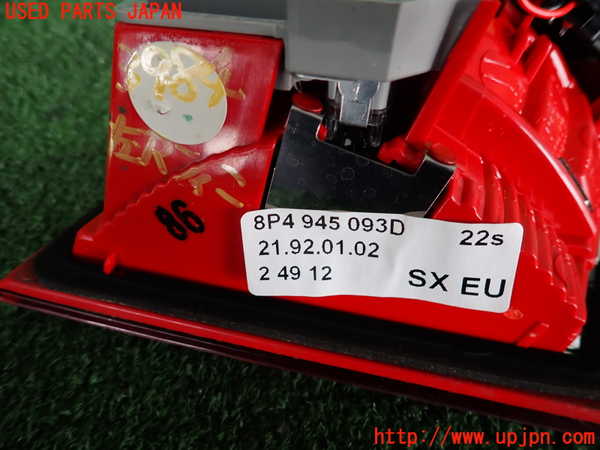 USED PARTS JAPAN
86
8P4 945 093D 22s
21.92.01.02
2 49 12 SX EU
http://www.upjpn.com